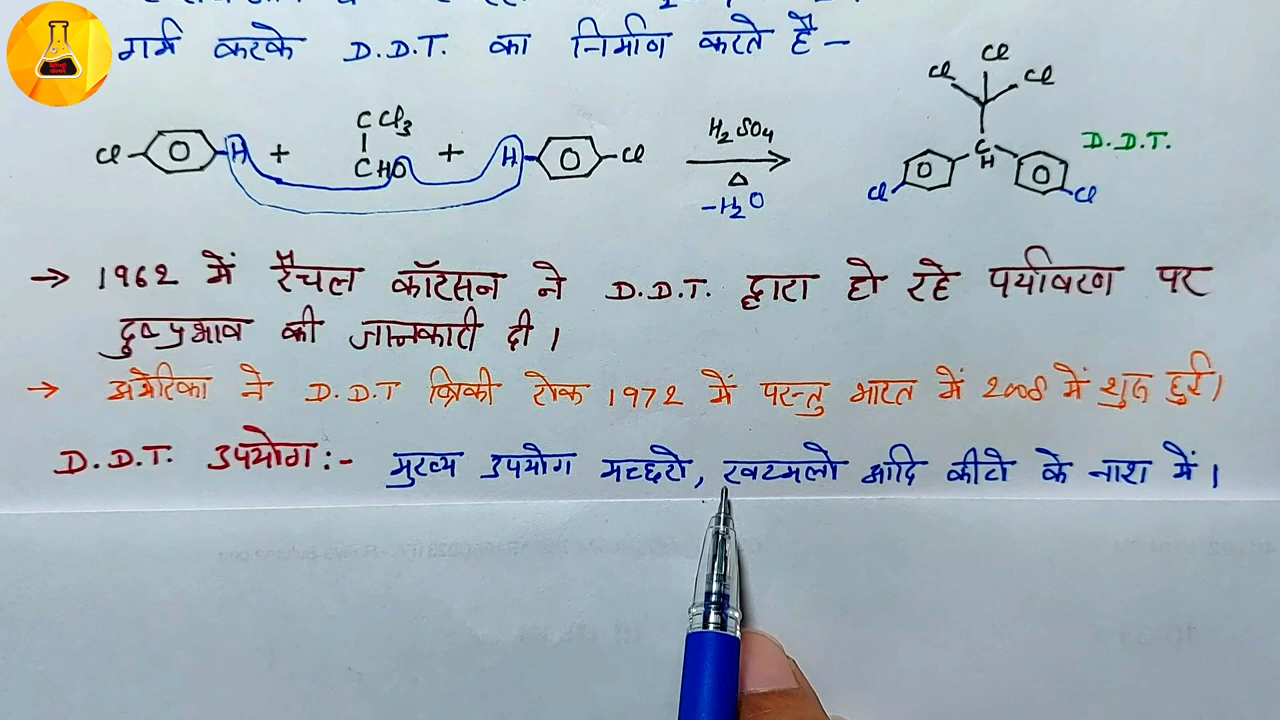 गर्म करके D.D.T. का निर्माण करते है –
Cl H + CCl3 CHO + H Cl H2SO4 Δ –H2O Cl Cl Cl C H Cl Cl D.D.T.
→ 1962 में रैचल कॉरसन ने D.D.T. द्वारा हो रहे पर्यावरण पर
दुष्प्रभाव की जानकारी दी।
→ अमेरिका ने D.D.T बिक्री रोक 1972 में परन्तु भारत में 2008 में शुरू हुई।
D.D.T. उपयोग:- मुख्य उपयोग मच्छरो, खटमलो आदि कीटो के नाश में।